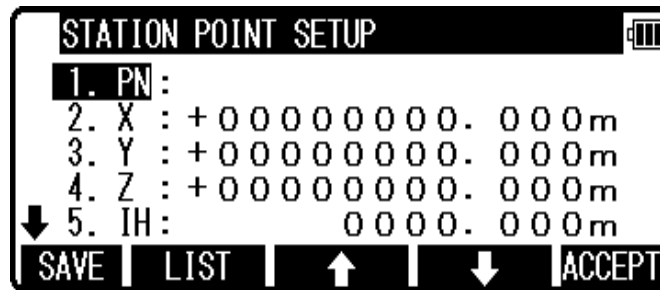 STATION POINT SETUP
1. PN:
2. X : +00000000. 000m
3. Y : +00000000. 000m
4. Z : +00000000. 000m
5. IH: 0000. 000m
SAVE LIST ↑ ↓ ACCEPT